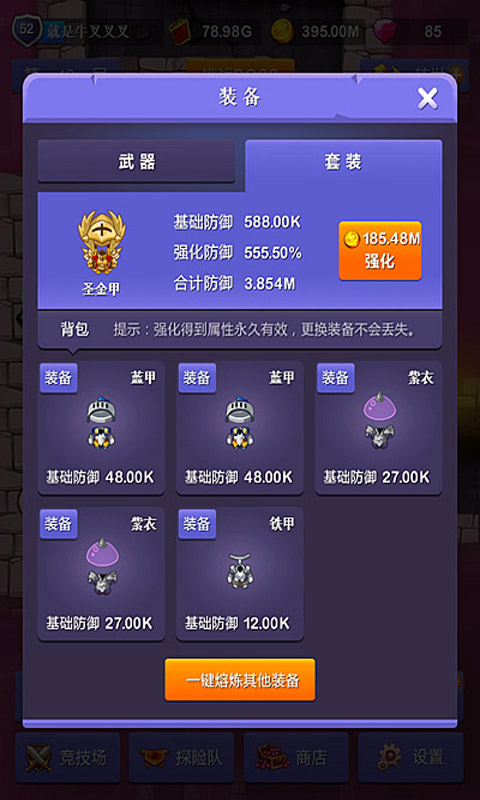 52 就是牛叉叉叉 78.98G 395.00M 85
装备
武器 套装
基础防御 588.00K
强化防御 555.50%
合计防御 3.854M
圣金甲
185.48M
强化
背包 提示：强化得到属性永久有效，更换装备不会丢失。
装备 蓝甲 装备 蓝甲 装备 紫衣
基础防御 48.00K 基础防御 48.00K 基础防御 27.00K
装备 紫衣 装备 铁甲
基础防御 27.00K 基础防御 12.00K
一键熔炼其他装备
竞技场 探险队 商店 设置